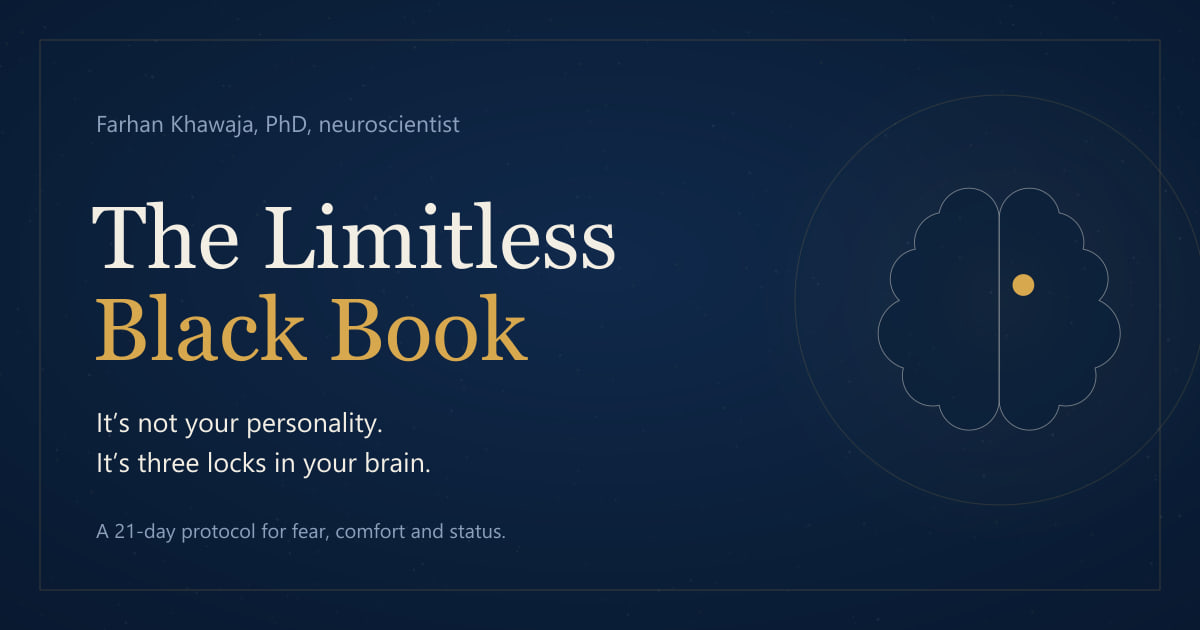 Farhan Khawaja, PhD, neuroscientist
The Limitless
Black Book
It’s not your personality.
It’s three locks in your brain.
A 21-day protocol for fear, comfort and status.